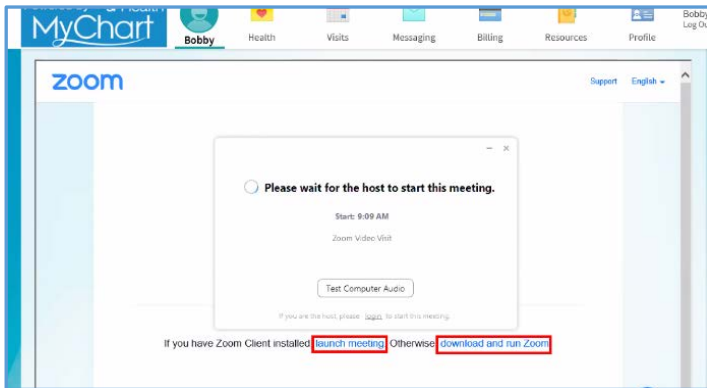 MyChart
Bobby
Health
Visits
Messaging
Billing
Resources
Profile
Bobby
Log Ou
zoom
Support
English
Please wait for the host to start this meeting.
Start: 9:09 AM
Zoom Video Visit
Test Computer Audio
If you are the host, please - login - to start this meeting.
If you have Zoom Client installed, launch meeting. Otherwise, download and run Zoom.